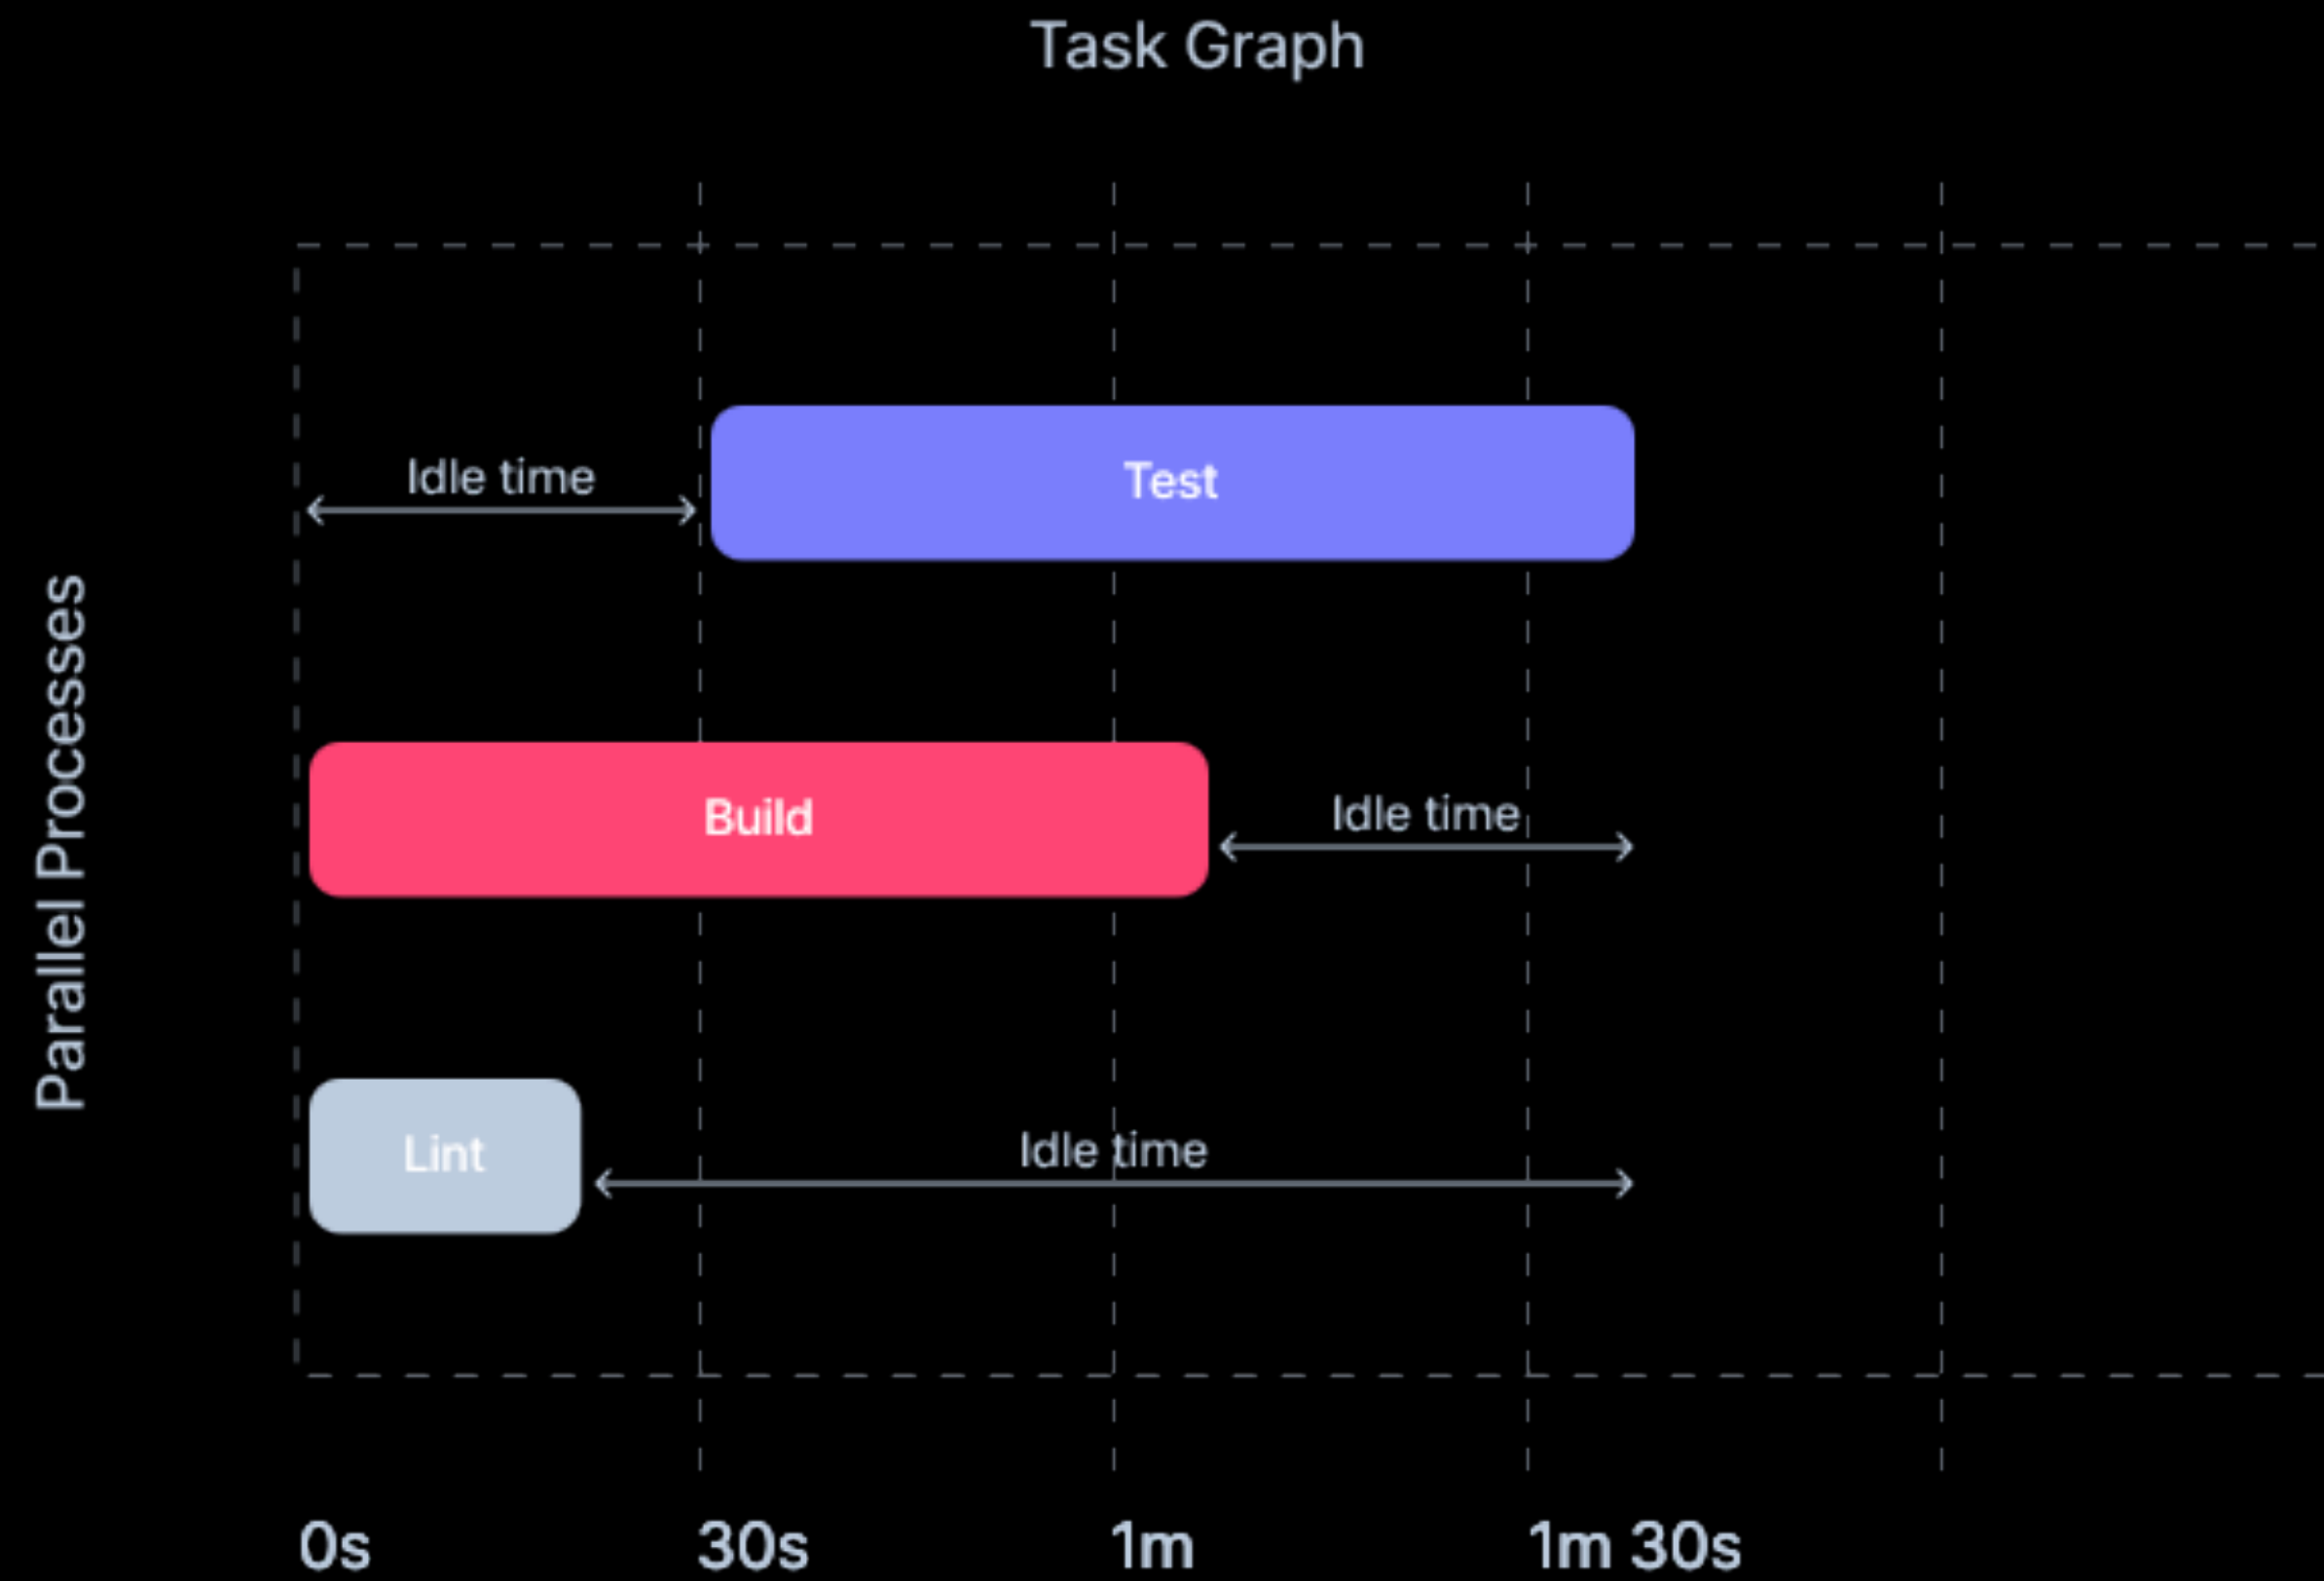 Task Graph
Parallel Processes
Idle time
Test
Build
Idle time
Lint
Idle time
0s
30s
1m
1m 30s